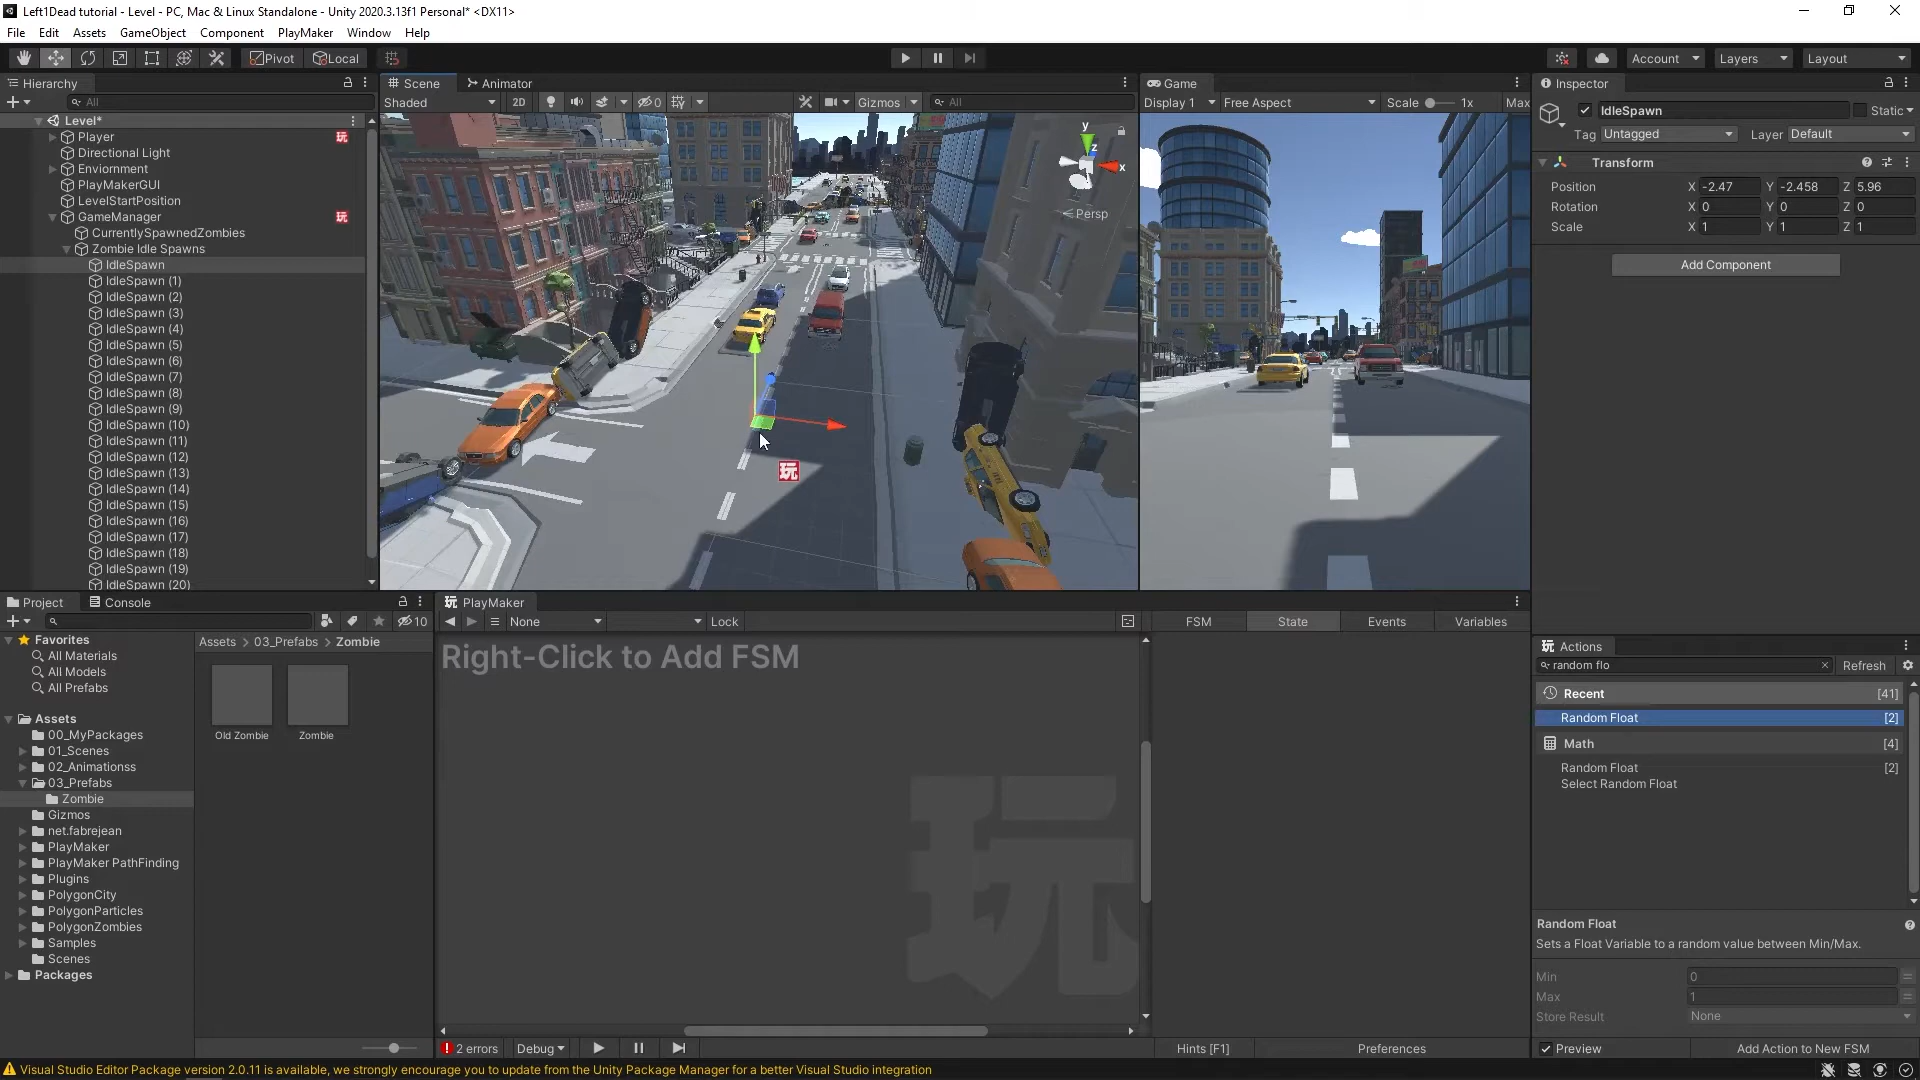 Left1Dead tutorial - Level - PC, Mac & Linux Standalone - Unity 2020.3.13f1 Personal* <DX11>
File Edit Assets GameObject Component PlayMaker Window Help
Pivot Local Account Layers Layout
Hierarchy
All
Level*
Player 玩
Directional Light
Enviornment
PlayMakerGUI
LevelStartPosition
GameManager 玩
CurrentlySpawnedZombies
Zombie Idle Spawns
IdleSpawn
IdleSpawn (1)
IdleSpawn (2)
IdleSpawn (3)
IdleSpawn (4)
IdleSpawn (5)
IdleSpawn (6)
IdleSpawn (7)
IdleSpawn (8)
IdleSpawn (9)
IdleSpawn (10)
IdleSpawn (11)
IdleSpawn (12)
IdleSpawn (13)
IdleSpawn (14)
IdleSpawn (15)
IdleSpawn (16)
IdleSpawn (17)
IdleSpawn (18)
IdleSpawn (19)
IdleSpawn (20)
Scene Animator
Shaded 2D 0 Gizmos All
y
z
x
Persp
玩
Game
Display 1 Free Aspect Scale 1x Max
Inspector
IdleSpawn Static
Tag Untagged Layer Default
Transform
Position X -2.47 Y -2.458 Z 5.96
Rotation X 0 Y 0 Z 0
Scale X 1 Y 1 Z 1
Add Component
Project Console
10
Favorites
All Materials
All Models
All Prefabs
Assets
00_MyPackages
01_Scenes
02_Animationss
03_Prefabs
Zombie
Gizmos
net.fabrejean
PlayMaker
PlayMaker PathFinding
Plugins
PolygonCity
PolygonParticles
PolygonZombies
Samples
Scenes
Packages
Assets > 03_Prefabs > Zombie
Old Zombie Zombie
玩 PlayMaker
None Lock
Right-Click to Add FSM
玩
FSM State Events Variables
2 errors Debug Hints [F1] Preferences
玩 Actions
random flo Refresh
Recent [41]
Random Float [2]
Math [4]
Random Float [2]
Select Random Float
Random Float
Sets a Float Variable to a random value between Min/Max.
Min 0
Max 1
Store Result None
Preview Add Action to New FSM
Visual Studio Editor Package version 2.0.11 is available, we strongly encourage you to update from the Unity Package Manager for a better Visual Studio integration